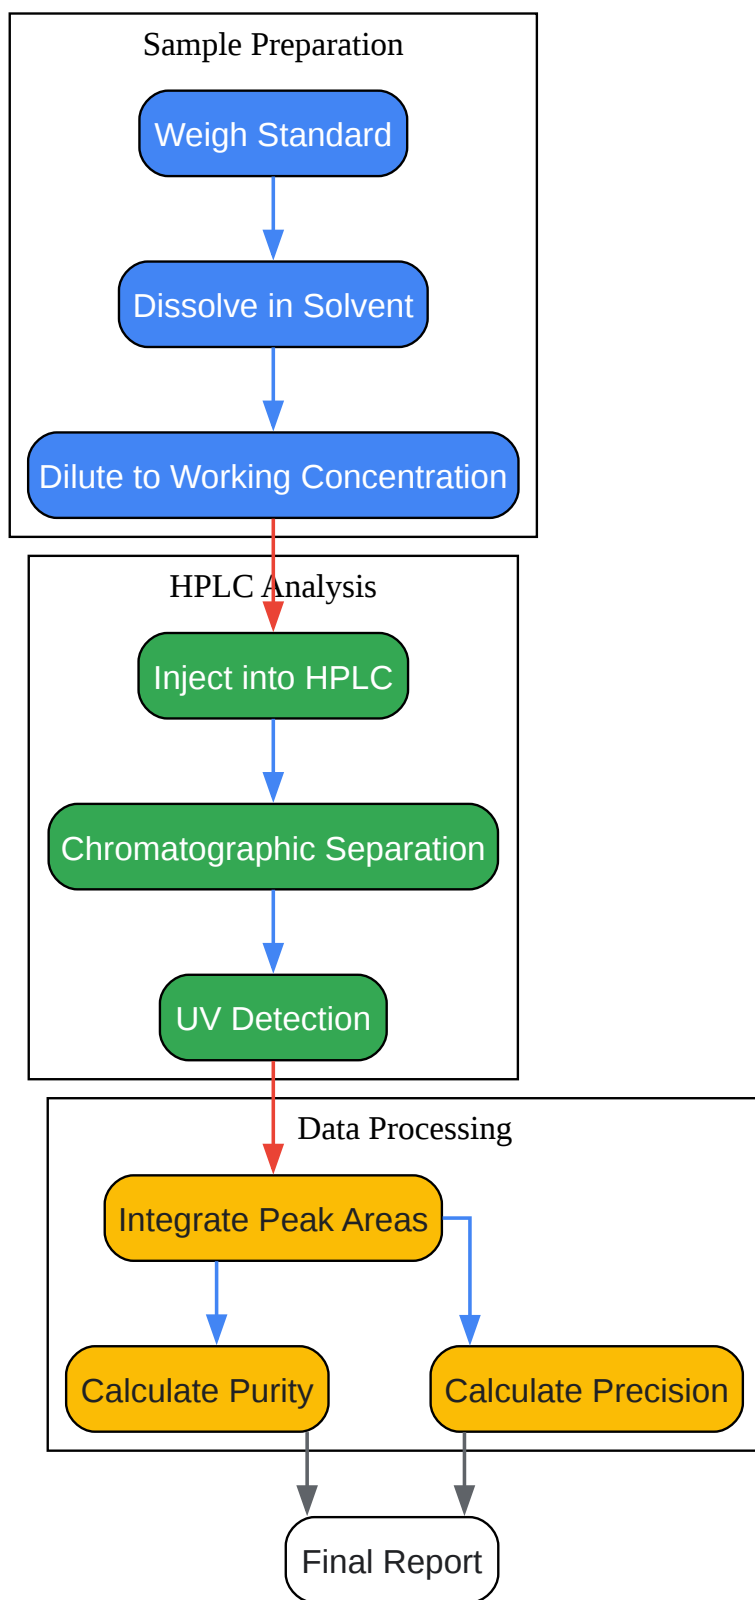 Sample Preparation
Weigh Standard
Dissolve in Solvent
Dilute to Working Concentration
HPLC Analysis
Inject into HPLC
Chromatographic Separation
UV Detection
Data Processing
Integrate Peak Areas
Calculate Purity
Calculate Precision
Final Report